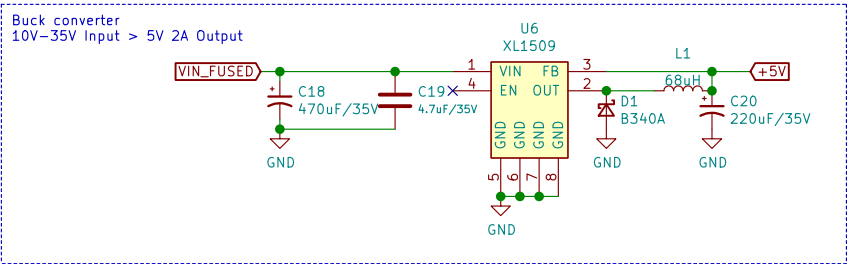 Buck converter
10V-35V Input > 5V 2A Output
U6
XL1509
L1
68uH
VIN_FUSED
1
VIN
FB
3
+5V
4
EN
OUT
2
C18
470uF/35V
C19
4.7uF/35V
D1
B340A
C20
220uF/35V
GND
GND
GND
GND
5
6
7
8
GND
GND
GND
GND